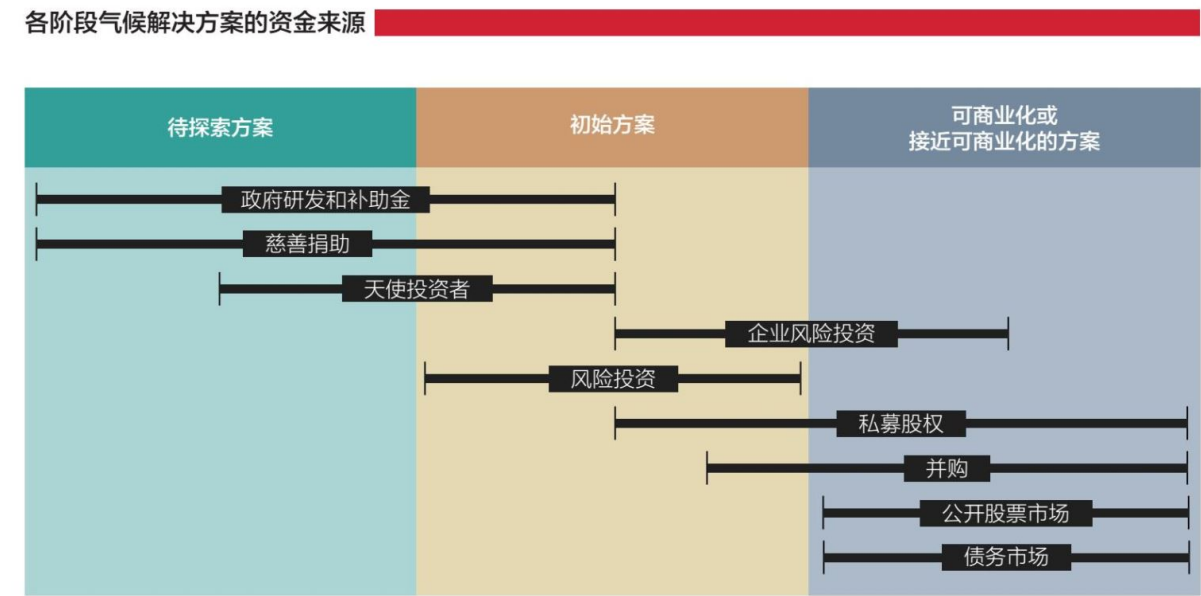 各阶段气候解决方案的资金来源
待探索方案
初始方案
可商业化或
接近可商业化的方案
政府研发和补助金
慈善捐助
天使投资者
企业风险投资
风险投资
私募股权
并购
公开股票市场
债务市场